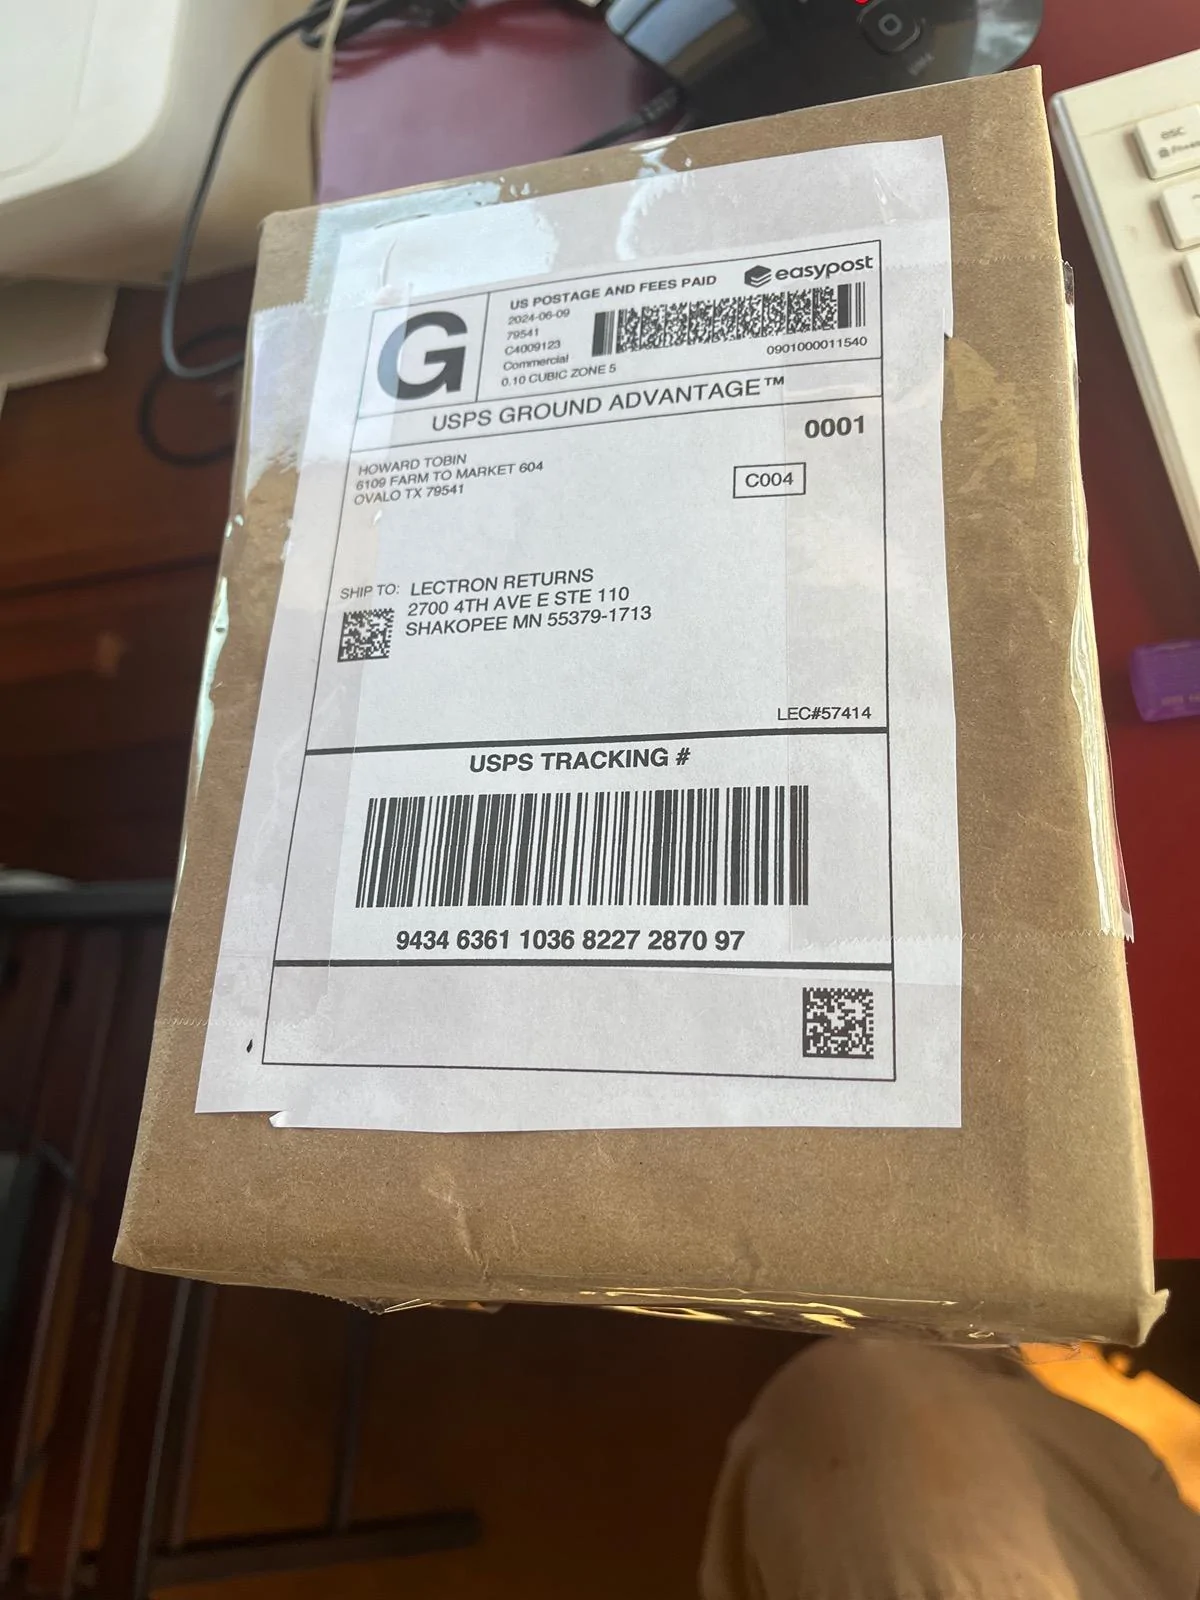 esc
easypost
US POSTAGE AND FEES PAID
2024-06-09
79541
C4009123
Commercial
0.10 CUBIC ZONE 5
0901000011540
G
USPS GROUND ADVANTAGE™
0001
HOWARD TOBIN
6109 FARM TO MARKET 604
OVALO TX 79541
C004
SHIP TO: LECTRON RETURNS
2700 4TH AVE E STE 110
SHAKOPEE MN 55379-1713
LEC#57414
USPS TRACKING #
9434 6361 1036 8227 2870 97